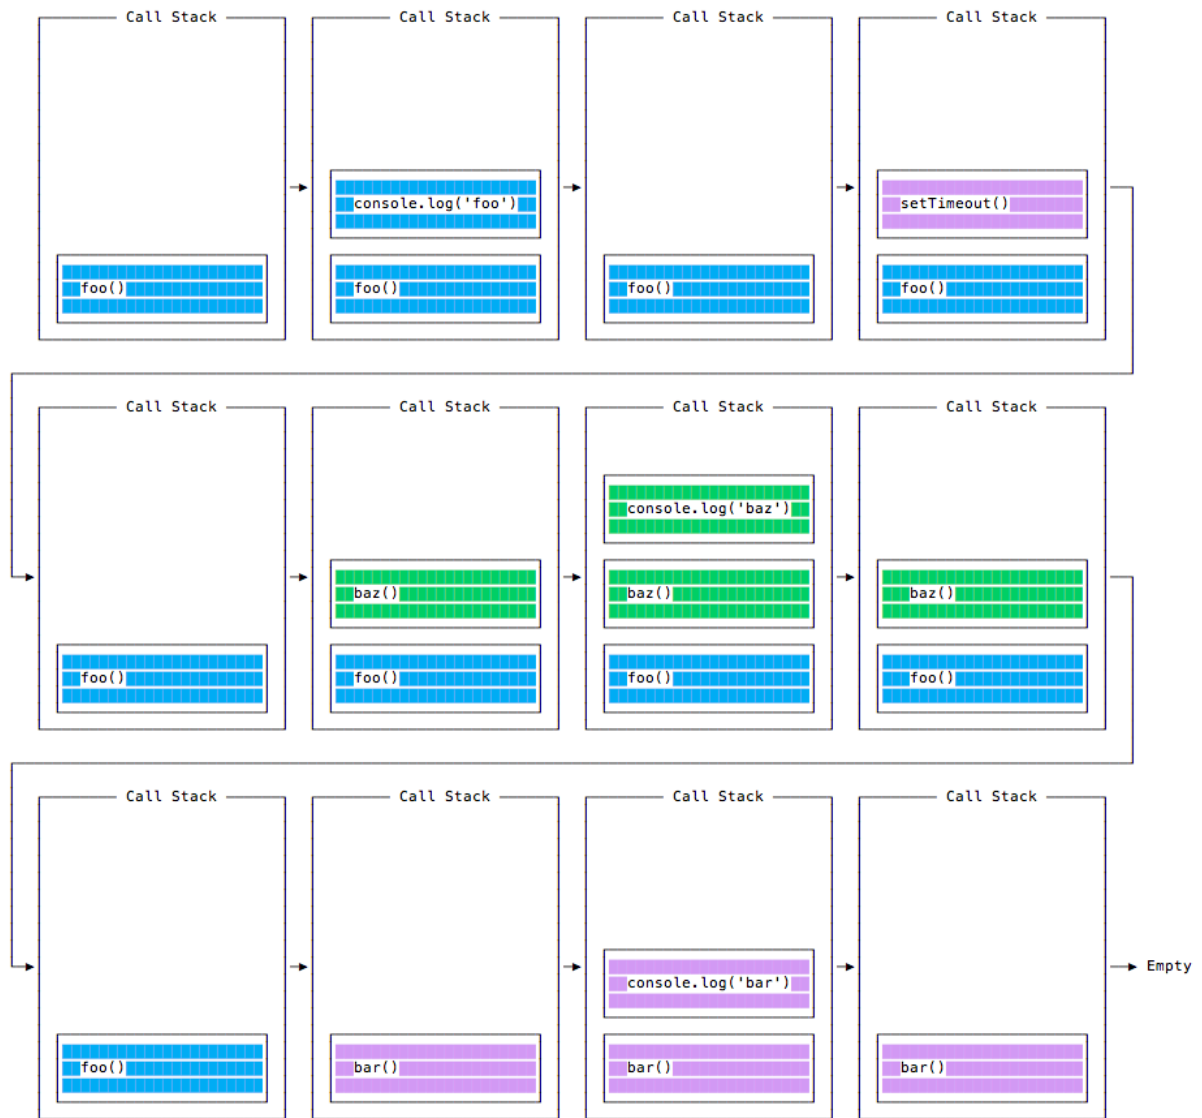 Call Stack
Call Stack
Call Stack
Call Stack
console.log('foo')
setTimeout()
foo()
foo()
foo()
foo()
Call Stack
Call Stack
Call Stack
Call Stack
console.log('baz')
baz()
baz()
baz()
foo()
foo()
foo()
foo()
Call Stack
Call Stack
Call Stack
Call Stack
Empty
console.log('bar')
foo()
bar()
bar()
bar()